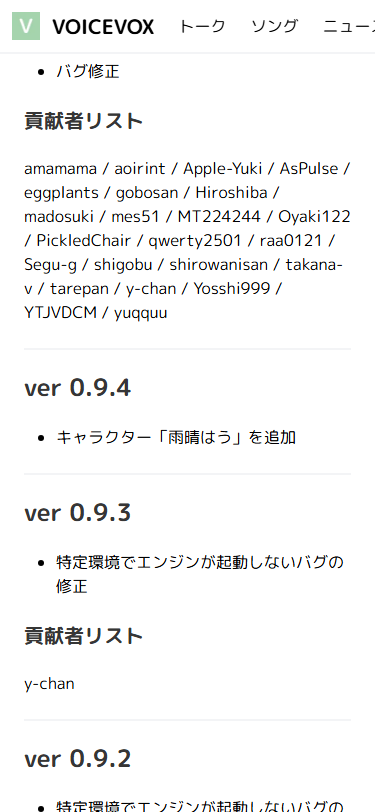 V VOICEVOX トーク ソング ニュース
バグ修正
貢献者リスト
amamama / aoirint / Apple-Yuki / AsPulse /
eggplants / gobosan / Hiroshiba /
madosuki / mes51 / MT224244 / Oyaki122
/ PickledChair / qwerty2501 / raa0121 /
Segu-g / shigobu / shirowanisan / takana-
v / tarepan / y-chan / Yosshi999 /
YTJVDCM / yuqquu
ver 0.9.4
キャラクター「雨晴はう」を追加
ver 0.9.3
特定環境でエンジンが起動しないバグの
修正
貢献者リスト
y-chan
ver 0.9.2
特定環境でエンジンが起動しないバグの